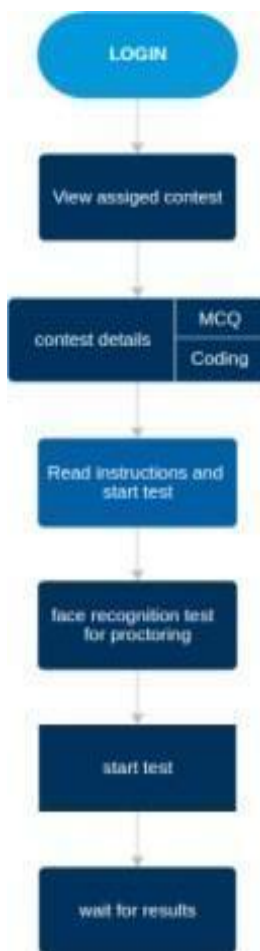 LOGIN
View assiged contest
contest details
MCQ
Coding
Read instructions and
start test
face recognition test
for proctoring
start test
wait for results